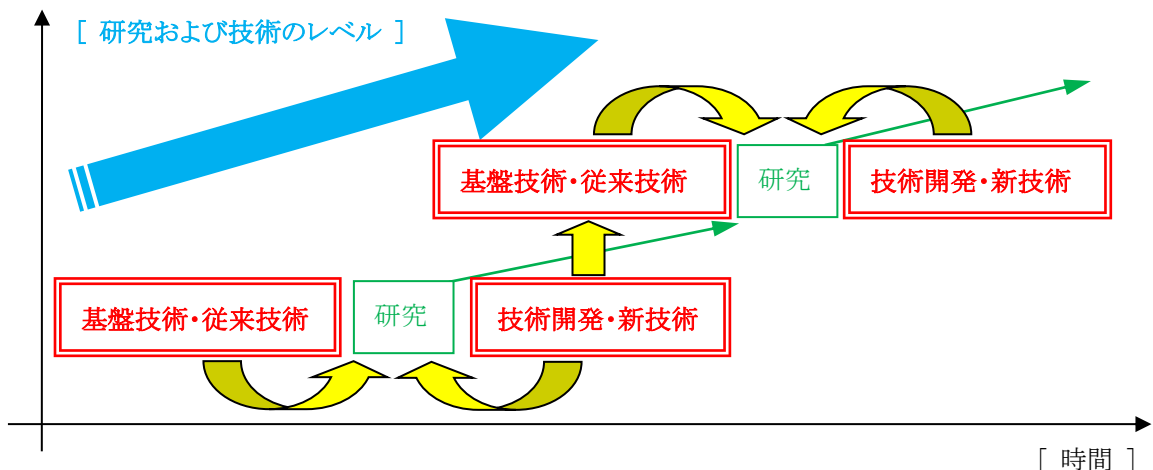 [ 研究および技術のレベル ]
基盤技術・従来技術
研究
技術開発・新技術
基盤技術・従来技術
研究
技術開発・新技術
[ 時間 ]